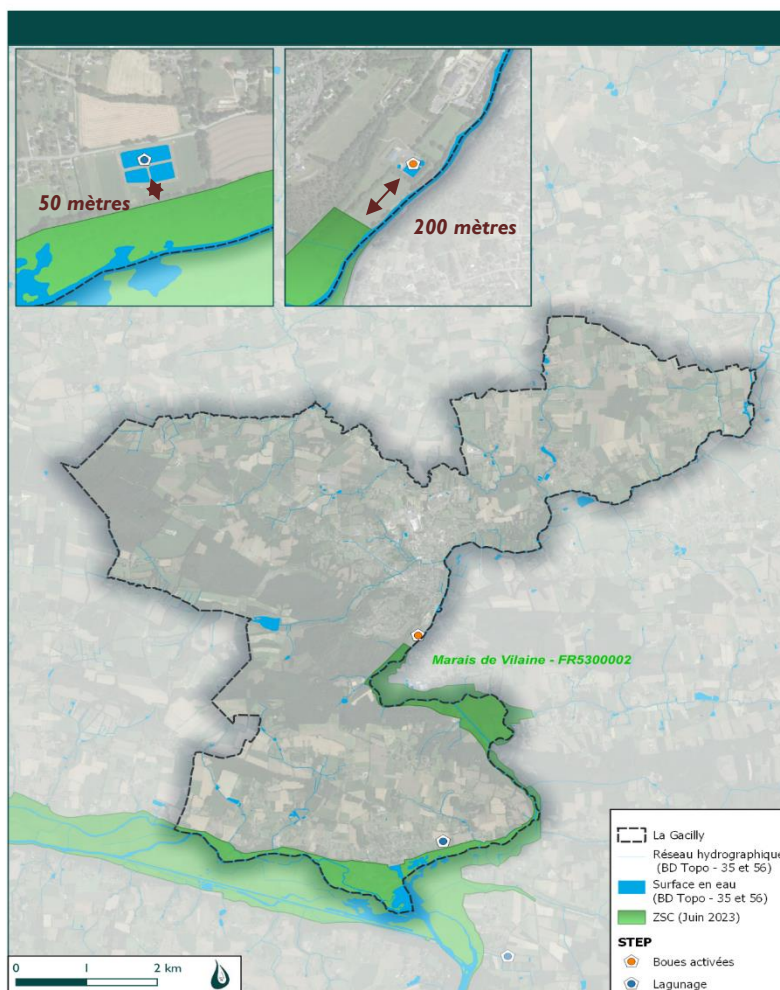 50 mètres
200 mètres
Marais de Vilaine - FR5300002
La Gacilly
Réseau hydrographique
(BD Topo - 35 et 56)
Surface en eau
(BD Topo - 35 et 56)
ZSC (Juin 2023)
STEP
Boues activées
Lagunage
0 1 2 km